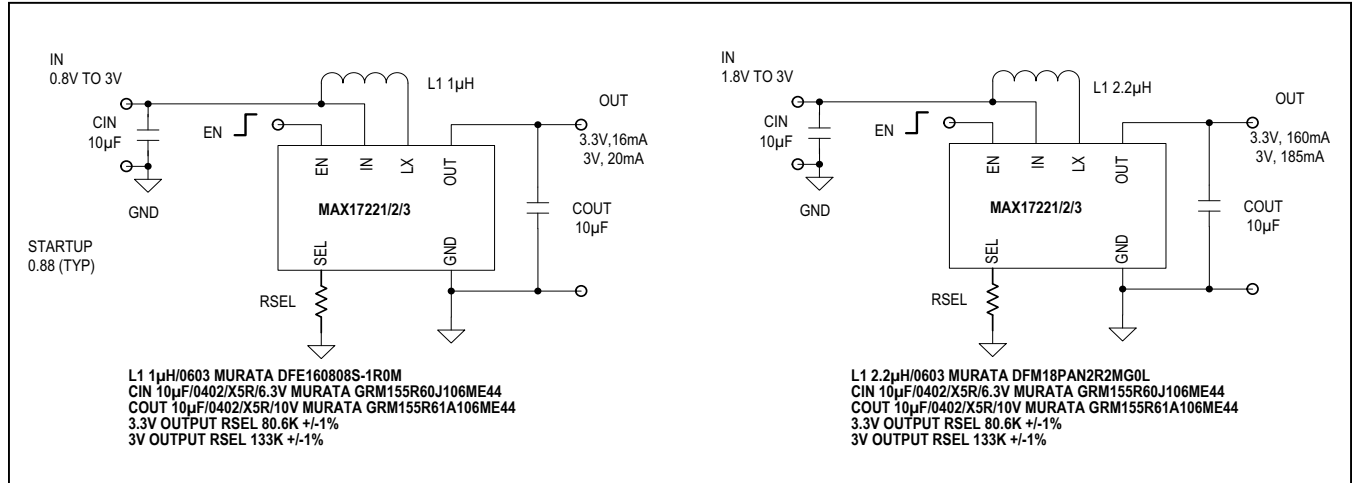 IN
0.8V TO 3V
L1 1µH
OUT
CIN
10µF
EN
3.3V,16mA
3V, 20mA
EN
IN
LX
OUT
MAX17221/2/3
COUT
10µF
GND
STARTUP
0.88 (TYP)
SEL
GND
RSEL
L1 1µH/0603 MURATA DFE160808S-1R0M
CIN 10µF/0402/X5R/6.3V MURATA GRM155R60J106ME44
COUT 10µF/0402/X5R/10V MURATA GRM155R61A106ME44
3.3V OUTPUT RSEL 80.6K +/-1%
3V OUTPUT RSEL 133K +/-1%
IN
1.8V TO 3V
L1 2.2µH
OUT
CIN
10µF
EN
3.3V, 160mA
3V, 185mA
EN
IN
LX
OUT
MAX17221/2/3
COUT
10µF
GND
SEL
GND
RSEL
L1 2.2µH/0603 MURATA DFM18PAN2R2MG0L
CIN 10µF/0402/X5R/6.3V MURATA GRM155R60J106ME44
COUT 10µF/0402/X5R/10V MURATA GRM155R61A106ME44
3.3V OUTPUT RSEL 80.6K +/-1%
3V OUTPUT RSEL 133K +/-1%